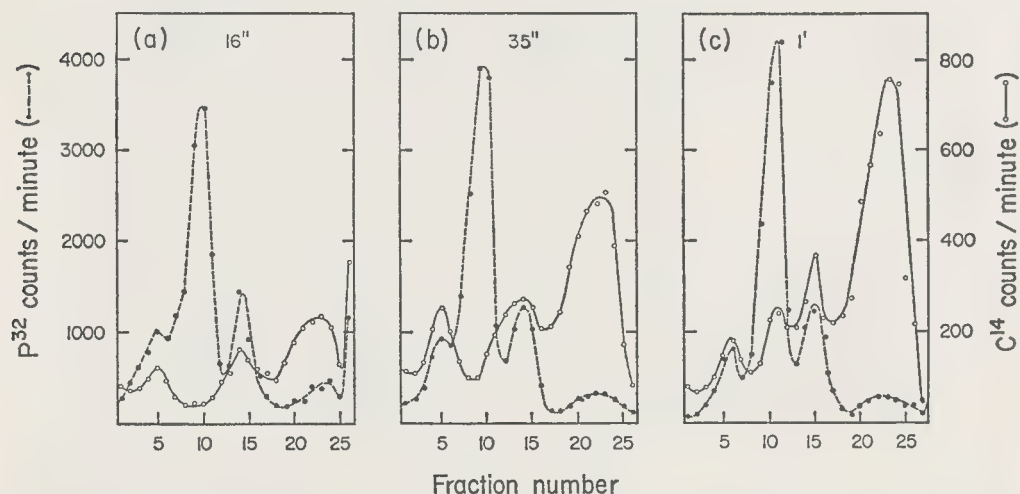 P³² counts / minute (----)
4000
3000
2000
1000
(a) 16"
5 10 15 20 25
(b) 35"
5 10 15 20 25
(c) 1'
5 10 15 20 25
800
600
400
200
C¹⁴ counts / minute (○—○)
Fraction number